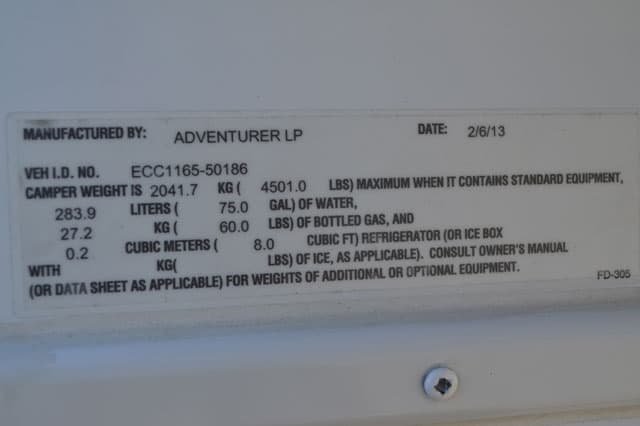 MANUFACTURED BY: ADVENTURER LP DATE: 2/6/13
VEH I.D. NO. ECC1165-50186
CAMPER WEIGHT IS 2041.7 KG ( 4501.0 LBS) MAXIMUM WHEN IT CONTAINS STANDARD EQUIPMENT,
283.9 LITERS ( 75.0 GAL) OF WATER,
27.2 KG ( 60.0 LBS) OF BOTTLED GAS, AND
0.2 CUBIC METERS ( 8.0 CUBIC FT) REFRIGERATOR (OR ICE BOX
WITH KG( LBS) OF ICE, AS APPLICABLE). CONSULT OWNER'S MANUAL
(OR DATA SHEET AS APPLICABLE) FOR WEIGHTS OF ADDITIONAL OR OPTIONAL EQUIPMENT.
FD-305